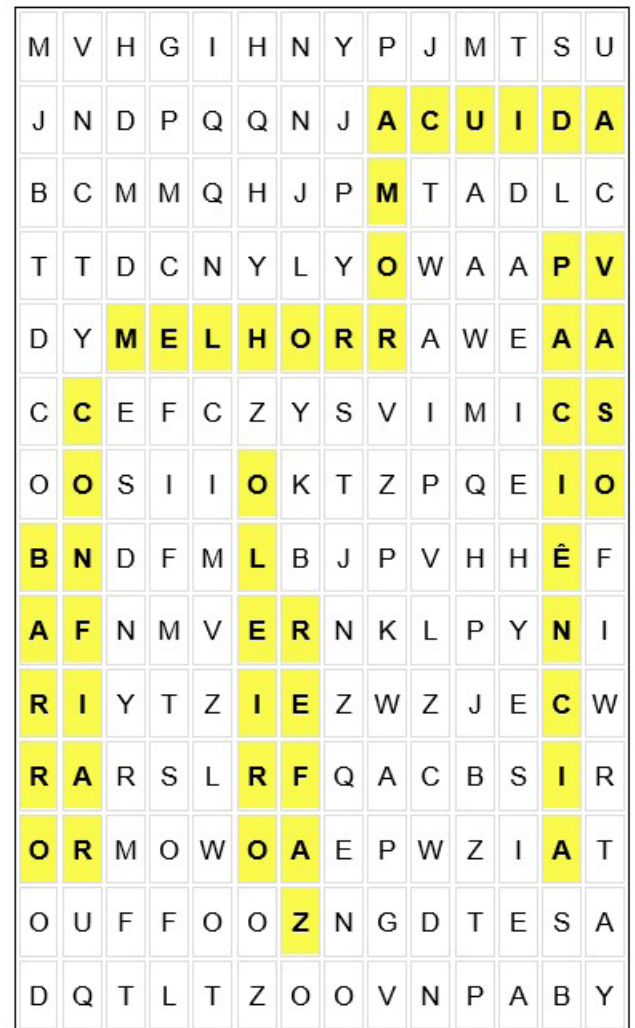 M V H G I H N Y P J M T S U
J N D P Q Q N J A C U I D A
B C M M Q H J P M T A D L C
T T D C N Y L Y O W A A P V
D Y M E L H O R R A W E A A
C C E F C Z Y S V I M I C S
O O S I I O K T Z P Q E I O
B N D F M L B J P V H H Ê F
A F N M V E R N K L P Y N I
R I Y T Z I E Z W Z J E C W
R A R S L R F Q A C B S I R
O R M O W O A E P W Z I A T
O U F F O O Z N G D T E S A
D Q T L T Z O O V N P A B Y